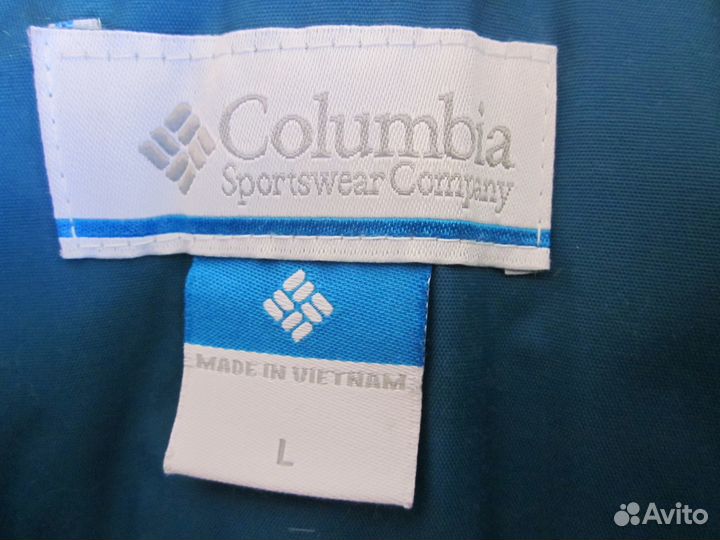 Columbia
Sportswear Company
MADE IN VIETNAM
L
Avito